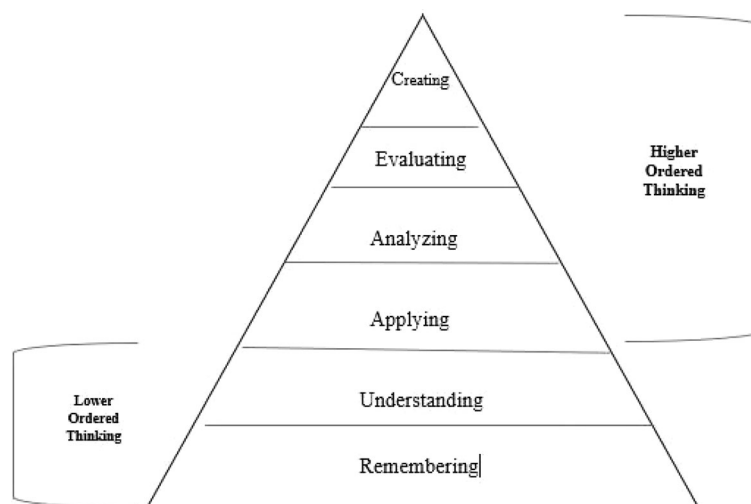 Creating
Evaluating
Higher
Ordered
Thinking
Analyzing
Applying
Lower
Ordered
Thinking
Understanding
Remembering